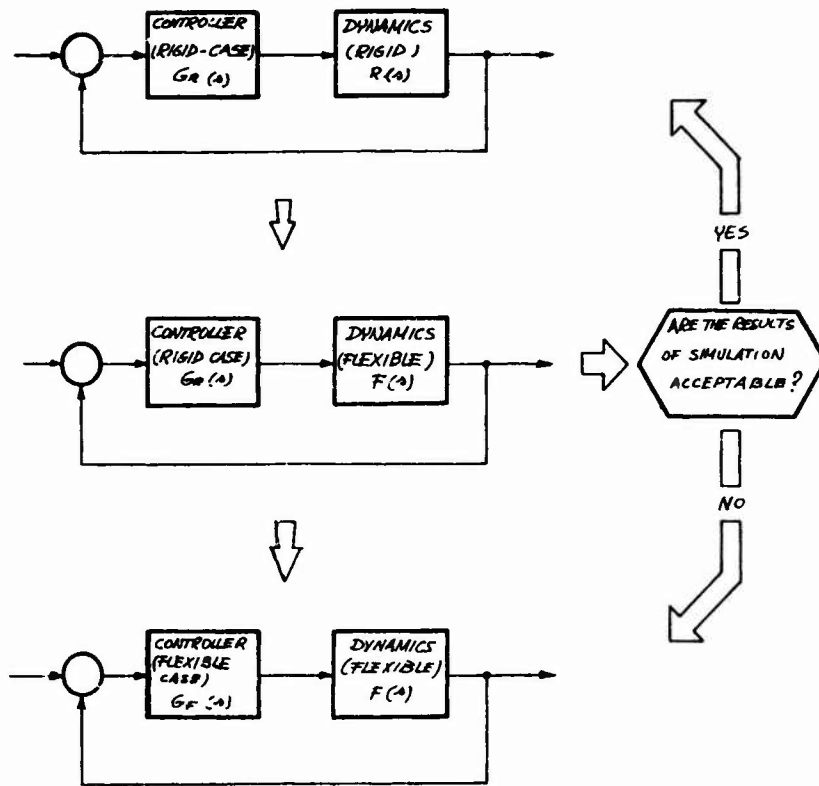 CONTROLLER
(RIGID-CASE)
GR (s)
DYNAMICS
(RIGID)
R(s)
YES
CONTROLLER
(RIGID CASE)
GR (s)
DYNAMICS
(FLEXIBLE)
F(s)
ARE THE RESULTS
OF SIMULATION
ACCEPTABLE?
NO
CONTROLLER
(FLEXIBLE
CASE)
GF (s)
DYNAMICS
(FLEXIBLE)
F(s)